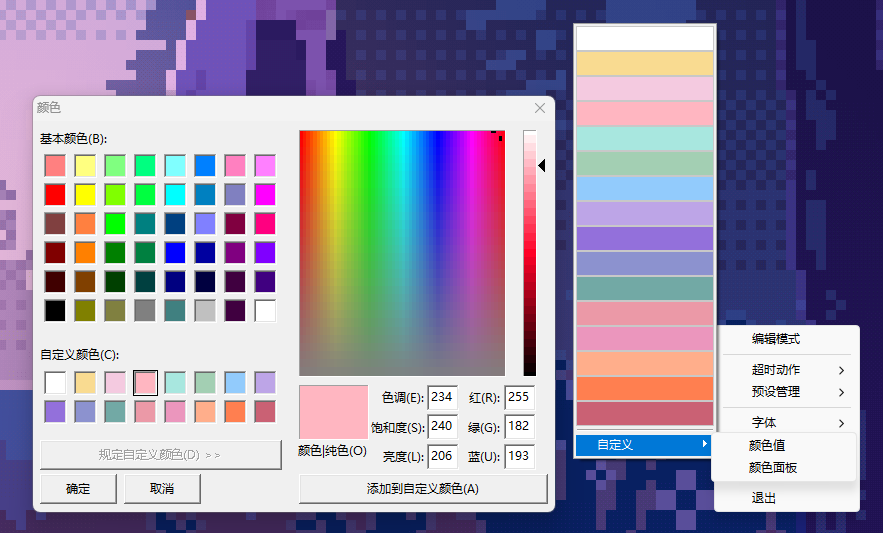 颜色
基本颜色(B):
自定义颜色(C):
规定自定义颜色(D) > >
确定
取消
颜色|纯色(O)
色调(E): 234
饱和度(S): 240
亮度(L): 206
红(R): 255
绿(G): 182
蓝(U): 193
添加到自定义颜色(A)
自定义
编辑模式
超时动作
预设管理
字体
颜色值
颜色面板
退出